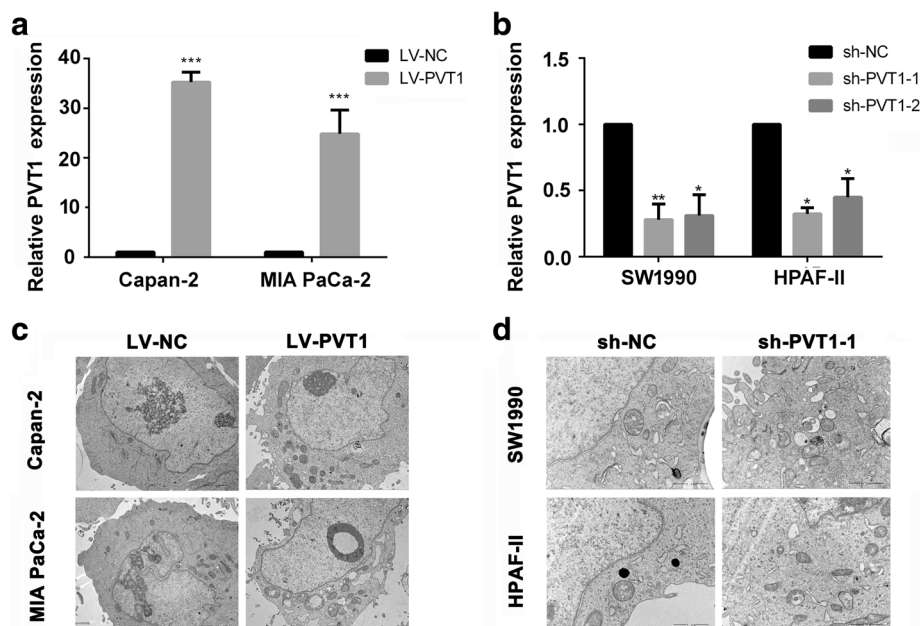 a
LV-NC
LV-PVT1
Relative PVT1 expression
40
30
20
10
0
***
***
Capan-2
MIA PaCa-2
b
sh-NC
sh-PVT1-1
sh-PVT1-2
Relative PVT1 expression
1.5
1.0
0.5
0.0
**
*
*
*
SW1990
HPAF-II
c
LV-NC
LV-PVT1
Capan-2
MIA PaCa-2
d
sh-NC
sh-PVT1-1
SW1990
HPAF-II